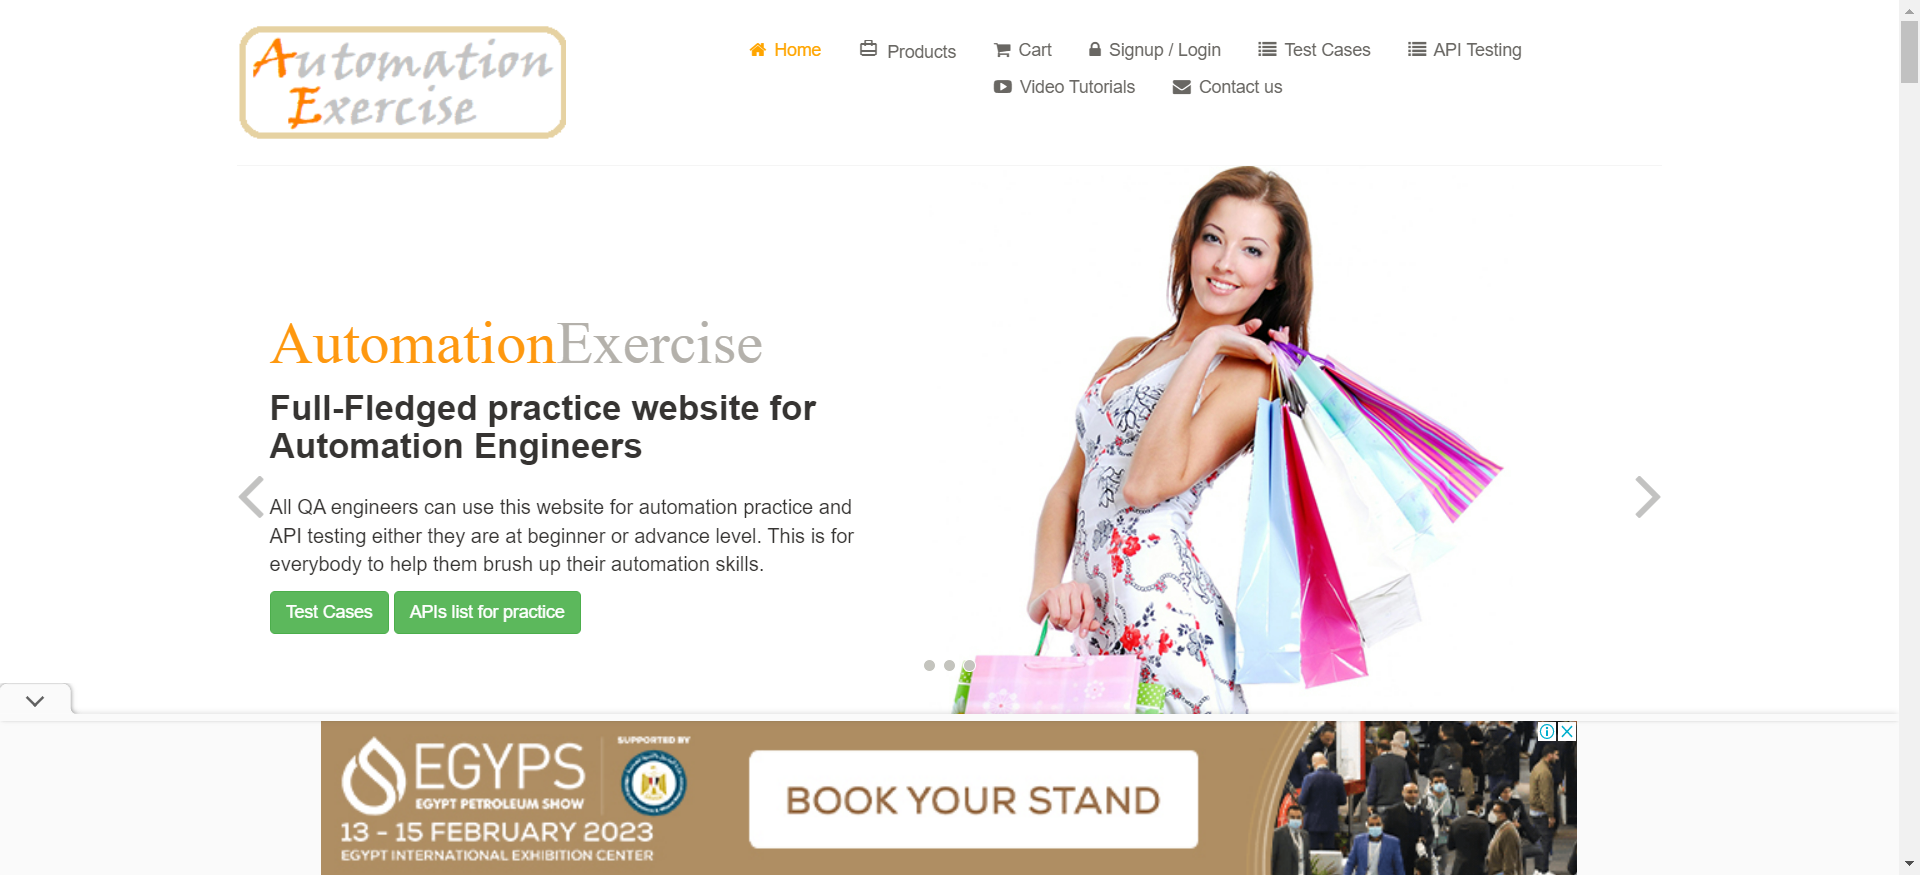 Automation
Exercise
Home
Products
Cart
Signup / Login
Test Cases
API Testing
Video Tutorials
Contact us
AutomationExercise
Full-Fledged practice website for
Automation Engineers
All QA engineers can use this website for automation practice and
API testing either they are at beginner or advance level. This is for
everybody to help them brush up their automation skills.
Test Cases
APIs list for practice
EGYPS
EGYPT PETROLEUM SHOW
SUPPORTED BY
13 - 15 FEBRUARY 2023
EGYPT INTERNATIONAL EXHIBITION CENTER
BOOK YOUR STAND